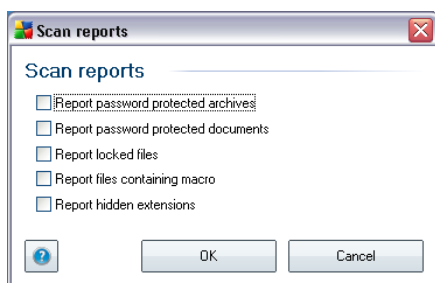 Scan reports
Scan reports
Report password protected archives
Report password protected documents
Report locked files
Report files containing macro
Report hidden extensions
?
OK
Cancel